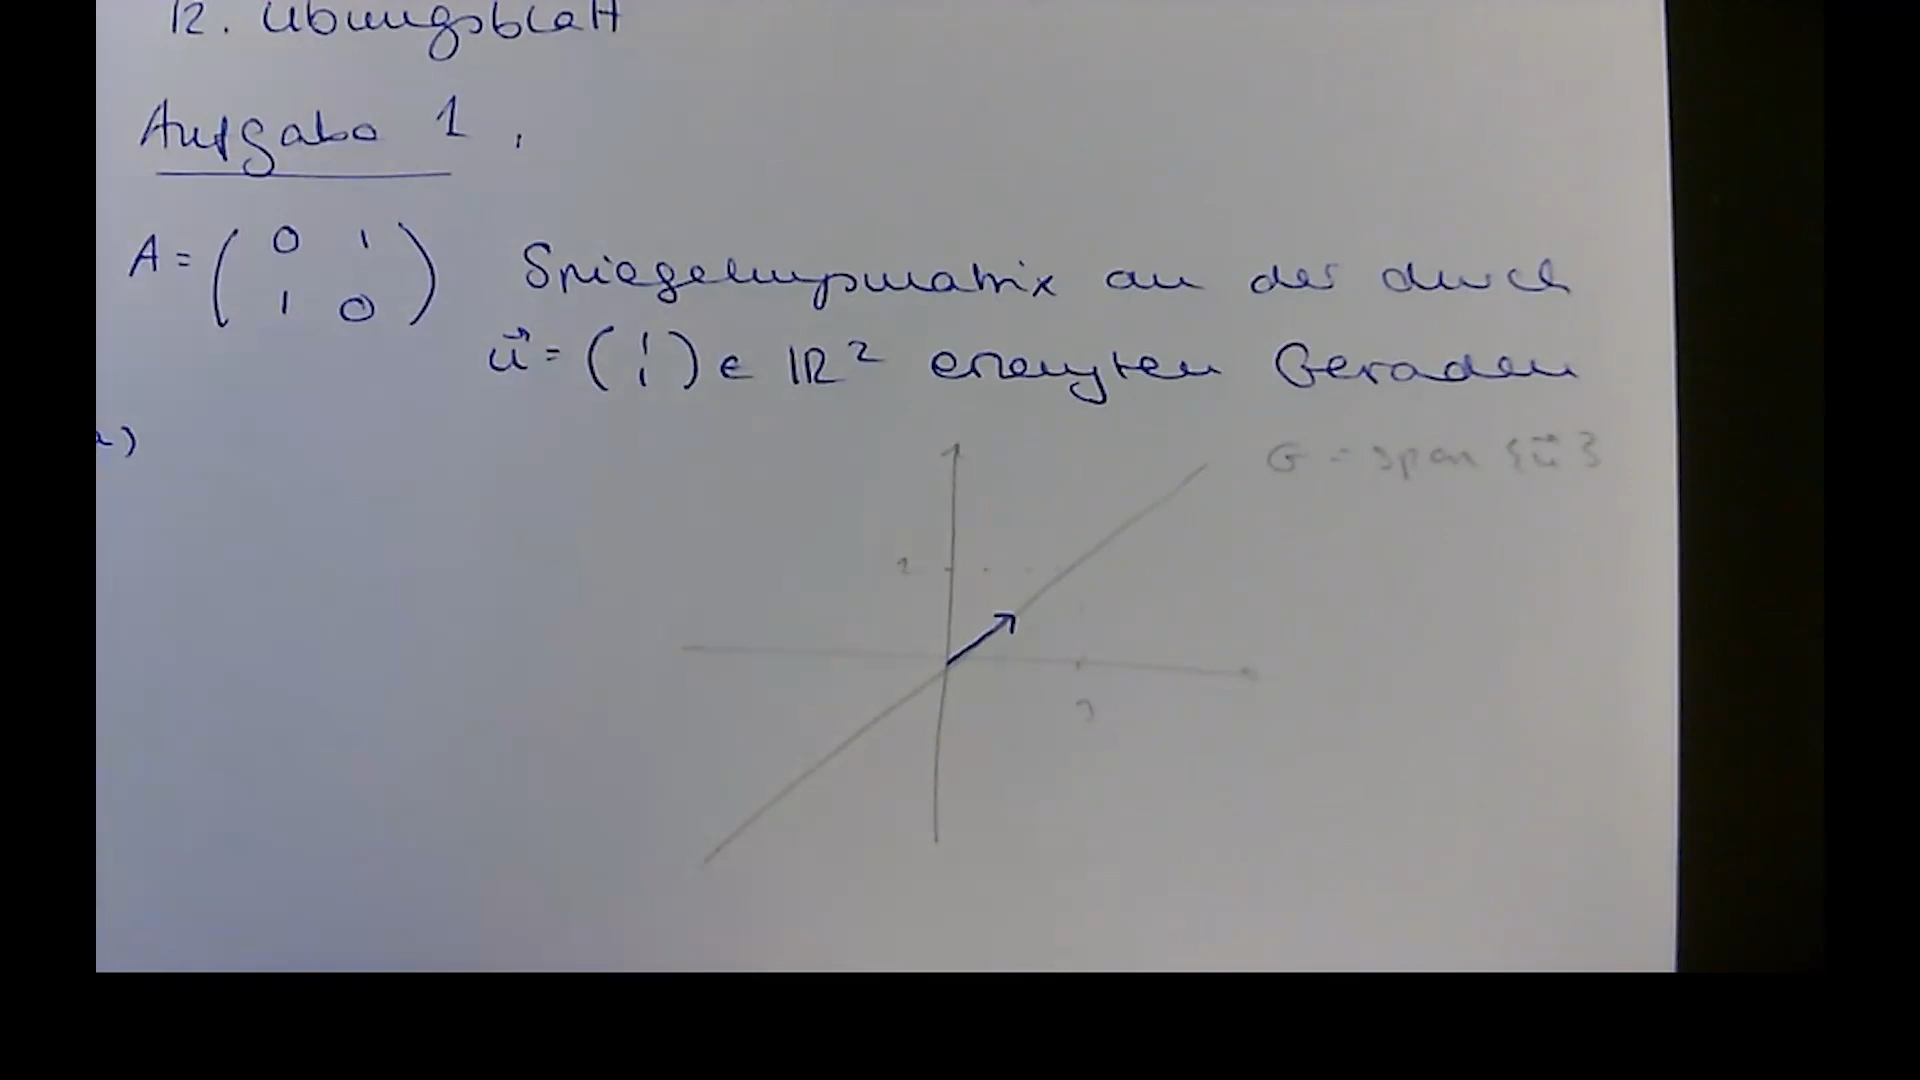 12. Übungsblatt
Aufgabe 1.
A = ( 0 1 Spiegelungsmatrix an der durch
1 0 )
u⃗ = ( 1 1 ) ∈ ℝ² erzeugten Geraden
a)
G = span {u⃗}
1
1